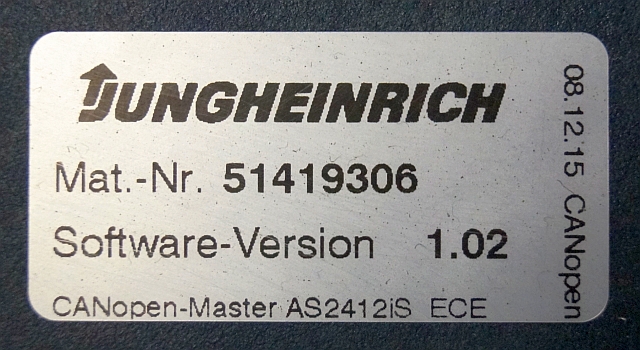 JUNGHEINRICH
Mat.-Nr. 51419306
Software-Version 1.02
CANopen-Master AS2412iS ECE
08.12.15 CANopen